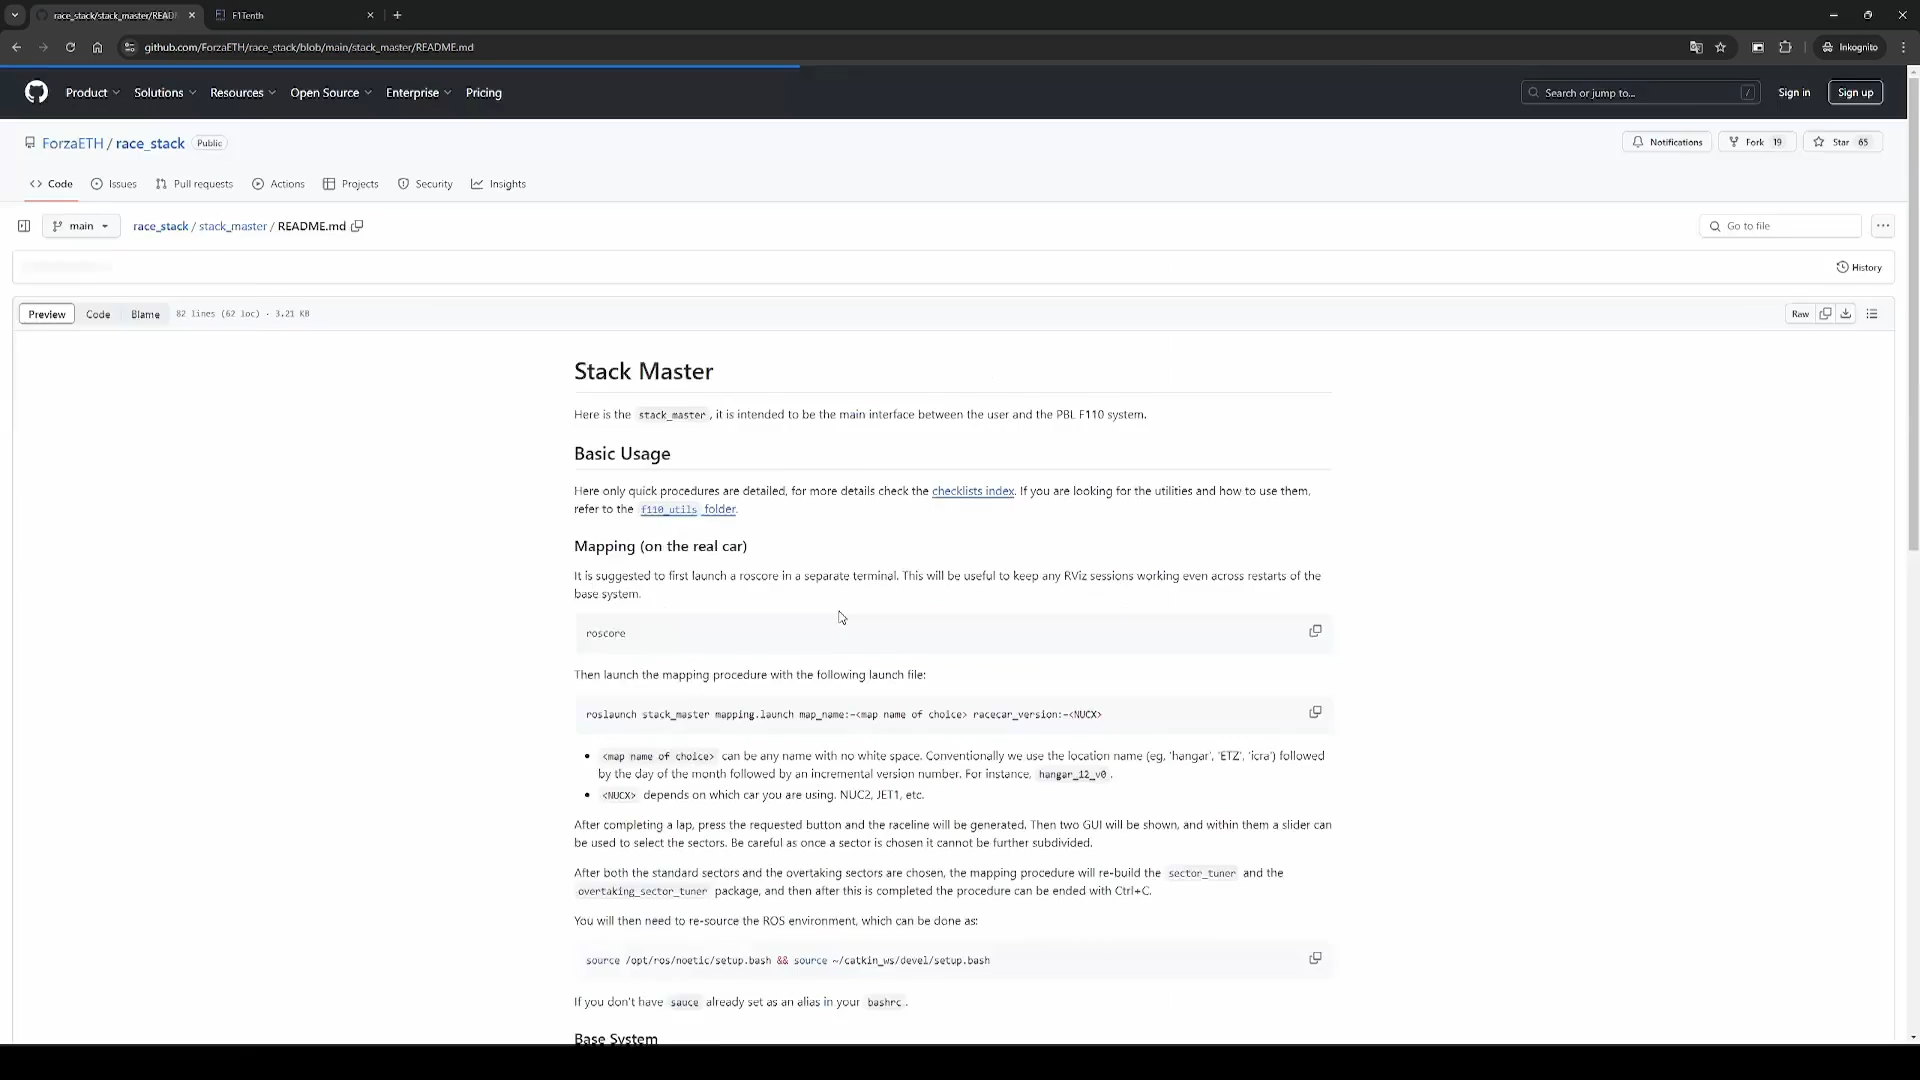 race_stack/stack_master/READ
F1Tenth
github.com/ForzaETH/race_stack/blob/main/stack_master/README.md
Inkognito
Product
Solutions
Resources
Open Source
Enterprise
Pricing
Search or jump to...
/
Sign in
Sign up
ForzaETH / race_stack
Public
Notifications
Fork 19
Star 65
Code
Issues
Pull requests
Actions
Projects
Security
Insights
main
race_stack / stack_master / README.md
Go to file
History
Preview
Code
Blame
82 lines (62 loc) · 3.21 KB
Raw
Stack Master
Here is the stack_master, it is intended to be the main interface between the user and the PBL F110 system.
Basic Usage
Here only quick procedures are detailed, for more details check the checklists index. If you are looking for the utilities and how to use them,
refer to the f110_utils folder.
Mapping (on the real car)
It is suggested to first launch a roscore in a separate terminal. This will be useful to keep any RViz sessions working even across restarts of the
base system.
roscore
Then launch the mapping procedure with the following launch file:
roslaunch stack_master mapping.launch map_name:=<map name of choice> racecar_version:=<NUCX>
<map name of choice> can be any name with no white space. Conventionally we use the location name (eg, 'hangar', 'ETZ', 'icra') followed
by the day of the month followed by an incremental version number. For instance, hangar_12_v0.
<NUCX> depends on which car you are using. NUC2, JET1, etc.
After completing a lap, press the requested button and the raceline will be generated. Then two GUI will be shown, and within them a slider can
be used to select the sectors. Be careful as once a sector is chosen it cannot be further subdivided.
After both the standard sectors and the overtaking sectors are chosen, the mapping procedure will re-build the sector_tuner and the
overtaking_sector_tuner package, and then after this is completed the procedure can be ended with Ctrl+C.
You will then need to re-source the ROS environment, which can be done as:
source /opt/ros/noetic/setup.bash && source ~/catkin_ws/devel/setup.bash
If you don't have sauce already set as an alias in your bashrc.
Base System